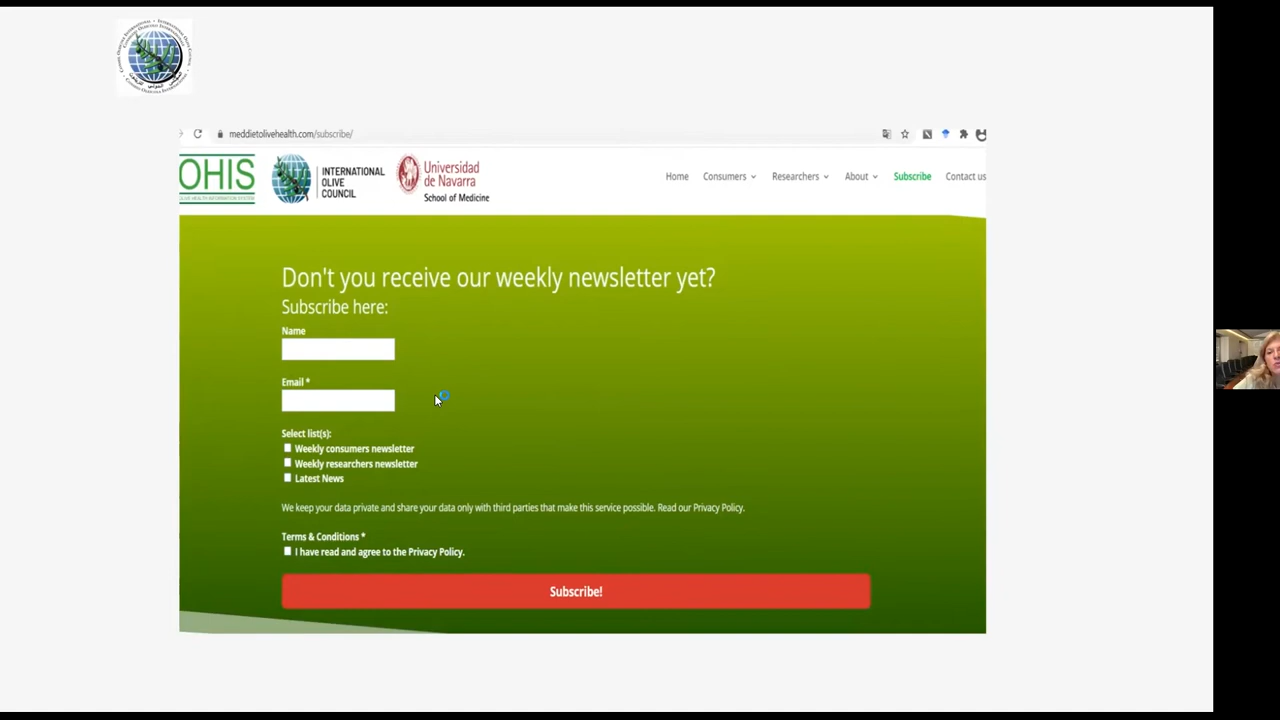 meddietolivehealth.com/subscribe/
OHIS
INTERNATIONAL
OLIVE
COUNCIL
Universidad
de Navarra
School of Medicine
Home
Consumers
Researchers
About
Subscribe
Contact us
Don't you receive our weekly newsletter yet?
Subscribe here:
Name
Email *
Select list(s):
Weekly consumers newsletter
Weekly researchers newsletter
Latest News
We keep your data private and share your data only with third parties that make this service possible. Read our Privacy Policy.
Terms & Conditions *
I have read and agree to the Privacy Policy.
Subscribe!